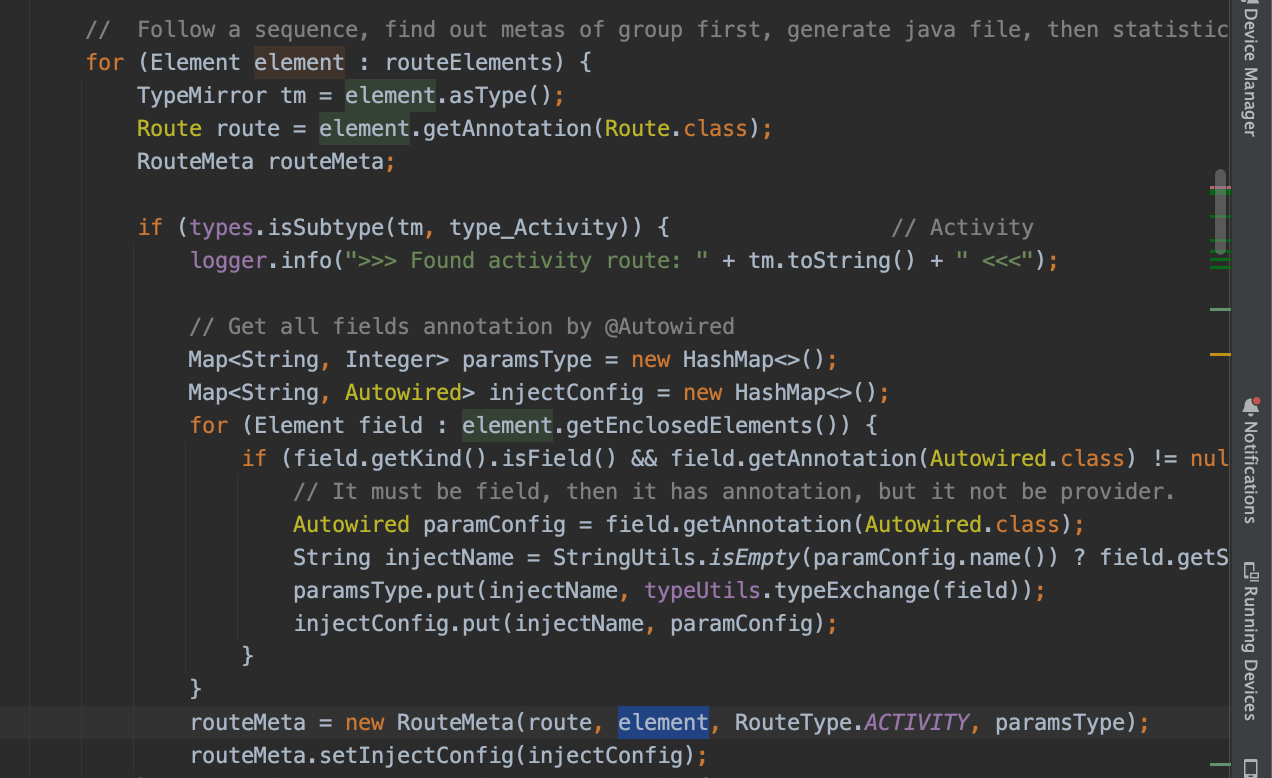 //  Follow a sequence, find out metas of group first, generate java file, then statistic
for (Element element : routeElements) {
TypeMirror tm = element.asType();
Route route = element.getAnnotation(Route.class);
RouteMeta routeMeta;
if (types.isSubtype(tm, type_Activity)) {                 // Activity
logger.info(">>> Found activity route: " + tm.toString() + " <<<");
// Get all fields annotation by @Autowired
Map<String, Integer> paramsType = new HashMap<>();
Map<String, Autowired> injectConfig = new HashMap<>();
for (Element field : element.getEnclosedElements()) {
if (field.getKind().isField() && field.getAnnotation(Autowired.class) != nul
// It must be field, then it has annotation, but it not be provider.
Autowired paramConfig = field.getAnnotation(Autowired.class);
String injectName = StringUtils.isEmpty(paramConfig.name()) ? field.getS
paramsType.put(injectName, typeUtils.typeExchange(field));
injectConfig.put(injectName, paramConfig);
}
}
routeMeta = new RouteMeta(route, element, RouteType.ACTIVITY, paramsType);
routeMeta.setInjectConfig(injectConfig);
Device Manager
Notifications
Running Devices